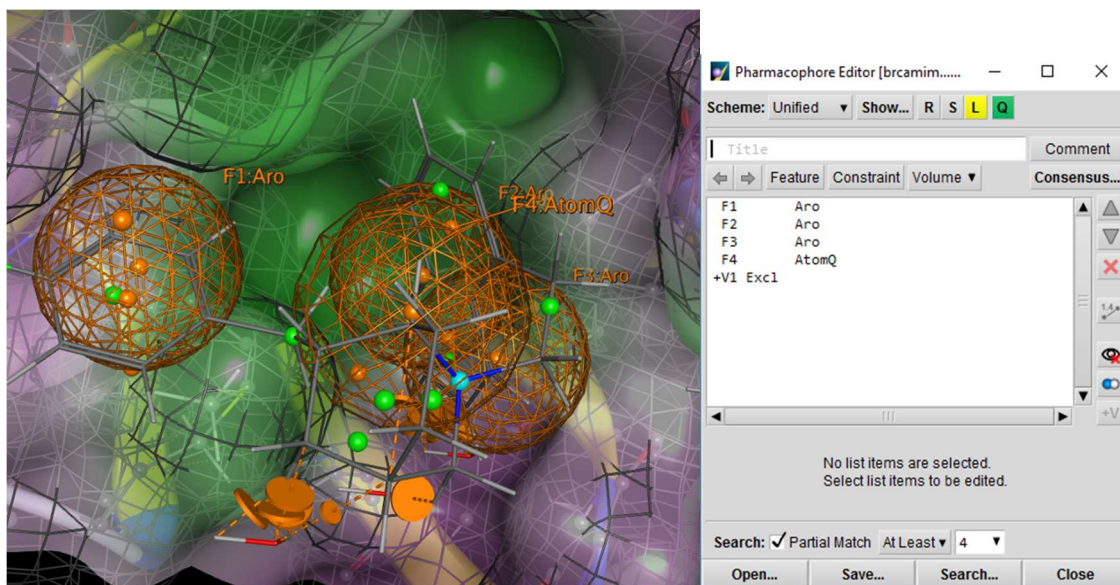 F1:Aro
F2:Aro
F4:AtomQ
F3:Aro
Pharmacophore Editor [brcamim......
Scheme: Unified Show... R S L Q
Title Comment
Feature Constraint Volume Consensus...
F1 Aro
F2 Aro
F3 Aro
F4 AtomQ
+V1 Excl
1.4
+V
No list items are selected.
Select list items to be edited.
Search: Partial Match At Least 4
Open... Save... Search... Close